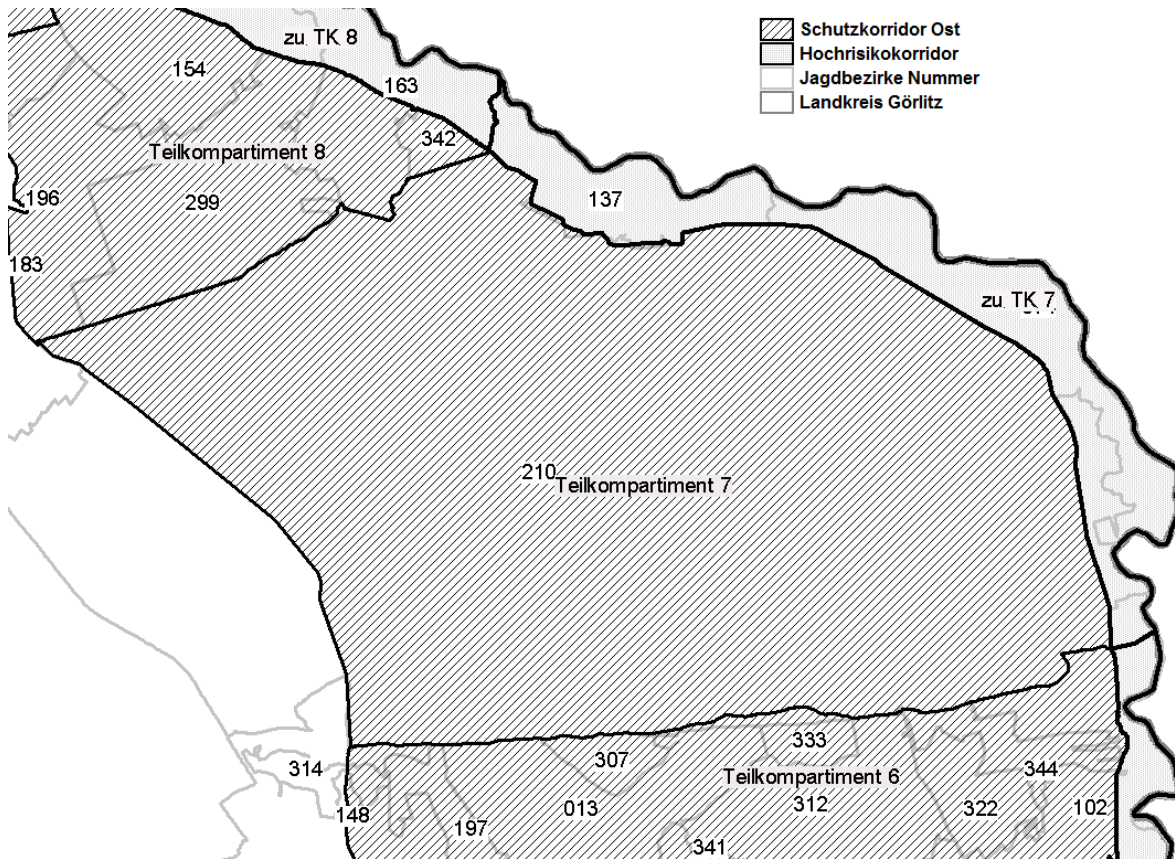 Schutzkorridor Ost
Hochrisikokorridor
Jagdbezirke Nummer
Landkreis Görlitz
zu TK 8
154
163
342
Teilkompartiment 8
196
299
137
183
zu TK 7
210
Teilkompartiment 7
333
307
314
Teilkompartiment 6
344
148
013
312
322
102
197
341